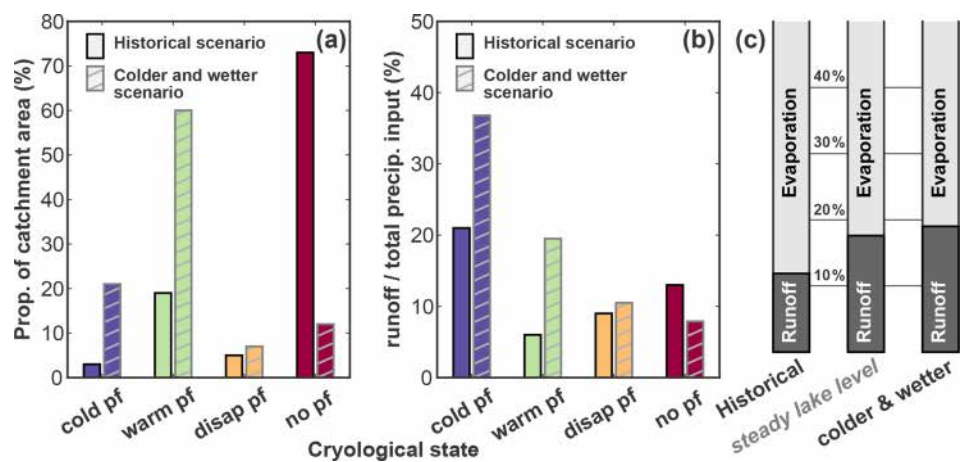 80
70
60
50
40
30
20
10
0
Prop. of catchment area (%)
Historical scenario
Colder and wetter
scenario
(a)
cold pf
warm pf
disap pf
no pf
Cryological state
50
40
30
20
10
0
runoff / total precip. input (%)
Historical scenario
Colder and wetter
scenario
(b)
cold pf
warm pf
disap pf
no pf
(c)
40%
30%
20%
10%
Evaporation
Runoff
Evaporation
Runoff
Evaporation
Runoff
Historical
steady lake level
colder & wetter